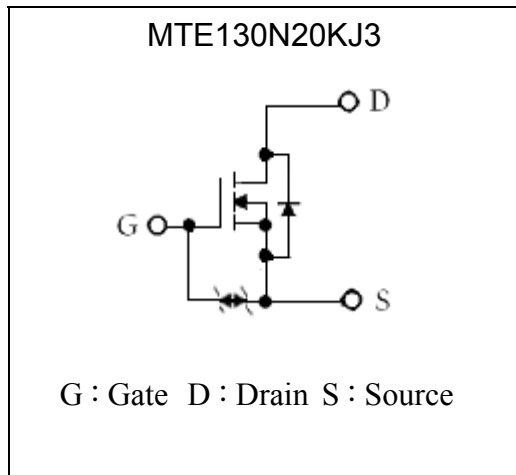 MTE130N20KJ3
D
G
S
G：Gate D：Drain S：Source